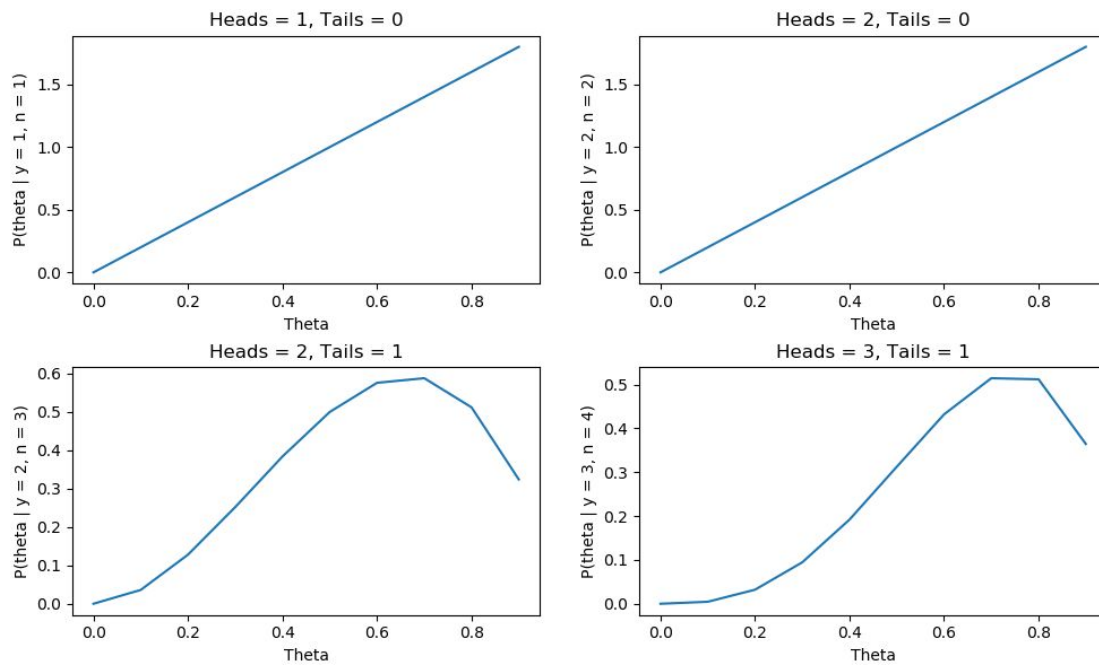 Heads = 1, Tails = 0
P(theta | y = 1, n = 1)
1.5
1.0
0.5
0.0
0.0 0.2 0.4 0.6 0.8
Theta
Heads = 2, Tails = 0
P(theta | y = 2, n = 2)
1.5
1.0
0.5
0.0
0.0 0.2 0.4 0.6 0.8
Theta
Heads = 2, Tails = 1
P(theta | y = 2, n = 3)
0.6
0.5
0.4
0.3
0.2
0.1
0.0
0.0 0.2 0.4 0.6 0.8
Theta
Heads = 3, Tails = 1
P(theta | y = 3, n = 4)
0.5
0.4
0.3
0.2
0.1
0.0
0.0 0.2 0.4 0.6 0.8
Theta